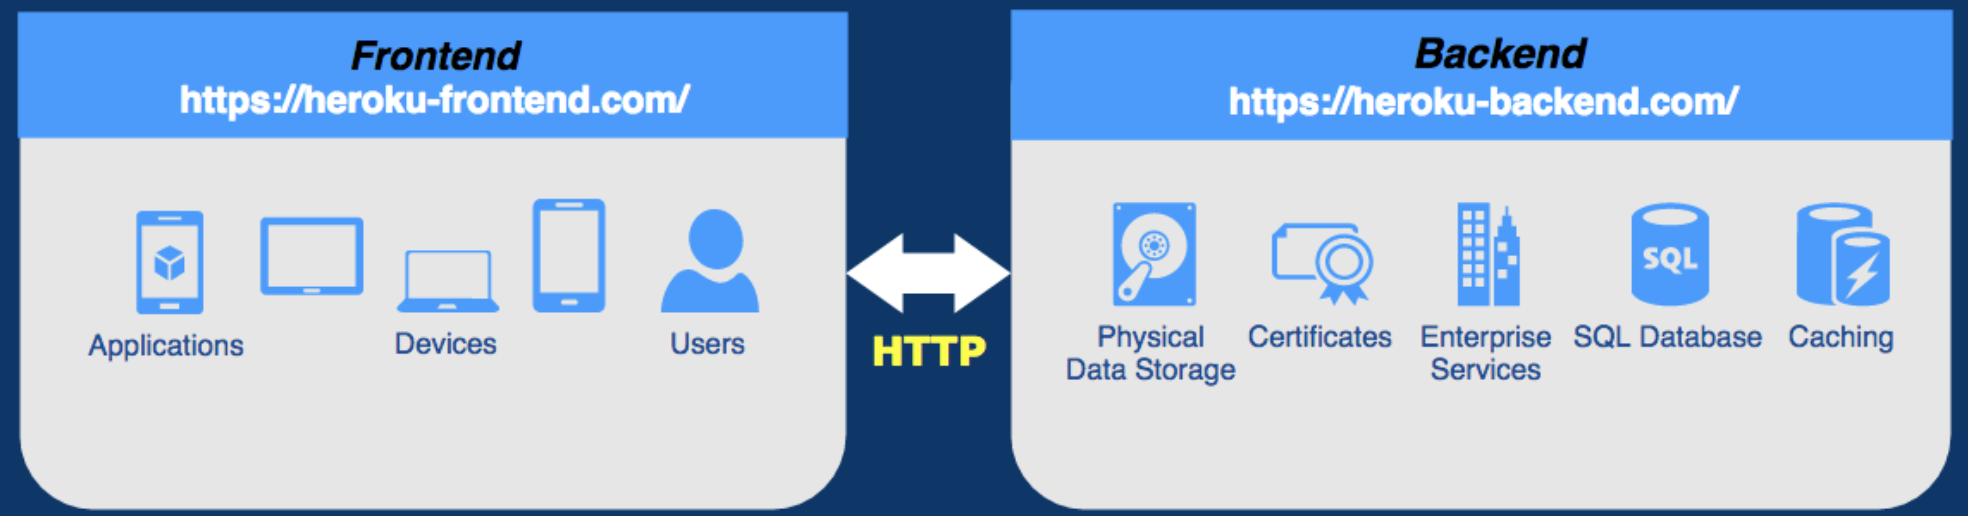 Frontend
https://heroku-frontend.com/
Applications
Devices
Users
HTTP
Backend
https://heroku-backend.com/
Physical
Data Storage
Certificates
Enterprise
Services
SQL
SQL Database
Caching